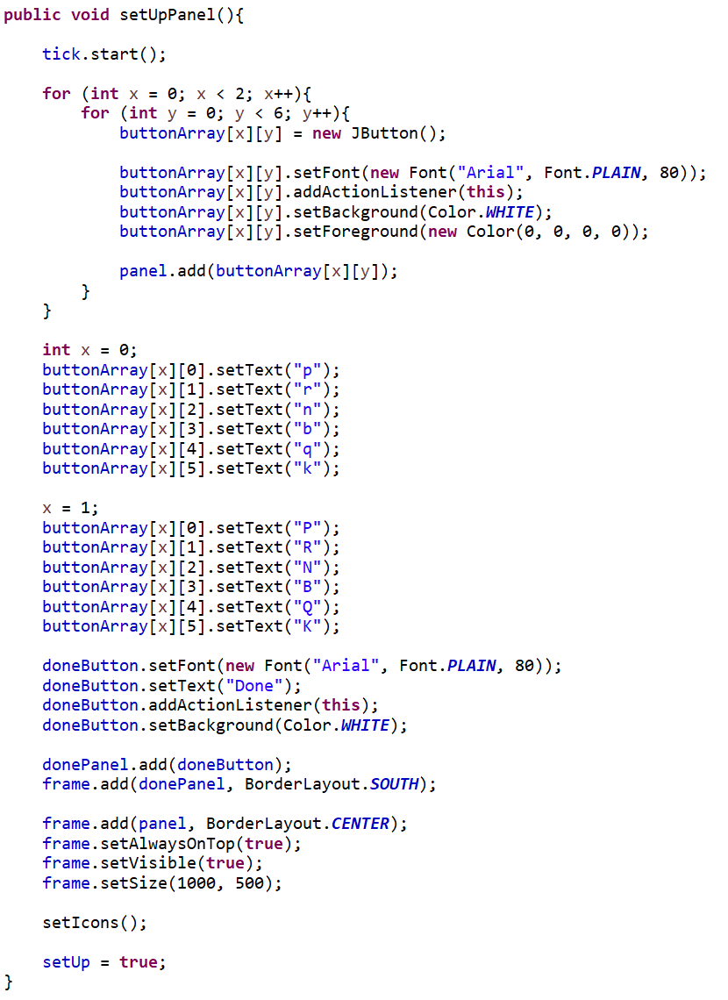 public void setUpPanel(){
    tick.start();
    for (int x = 0; x < 2; x++){
        for (int y = 0; y < 6; y++){
            buttonArray[x][y] = new JButton();
            buttonArray[x][y].setFont(new Font("Arial", Font.PLAIN, 80));
            buttonArray[x][y].addActionListener(this);
            buttonArray[x][y].setBackground(Color.WHITE);
            buttonArray[x][y].setForeground(new Color(0, 0, 0, 0));
            panel.add(buttonArray[x][y]);
        }
    }
    int x = 0;
    buttonArray[x][0].setText("p");
    buttonArray[x][1].setText("r");
    buttonArray[x][2].setText("n");
    buttonArray[x][3].setText("b");
    buttonArray[x][4].setText("q");
    buttonArray[x][5].setText("k");
    x = 1;
    buttonArray[x][0].setText("P");
    buttonArray[x][1].setText("R");
    buttonArray[x][2].setText("N");
    buttonArray[x][3].setText("B");
    buttonArray[x][4].setText("Q");
    buttonArray[x][5].setText("K");
    doneButton.setFont(new Font("Arial", Font.PLAIN, 80));
    doneButton.setText("Done");
    doneButton.addActionListener(this);
    doneButton.setBackground(Color.WHITE);
    donePanel.add(doneButton);
    frame.add(donePanel, BorderLayout.SOUTH);
    frame.add(panel, BorderLayout.CENTER);
    frame.setAlwaysOnTop(true);
    frame.setVisible(true);
    frame.setSize(1000, 500);
    setIcons();
    setUp = true;
}